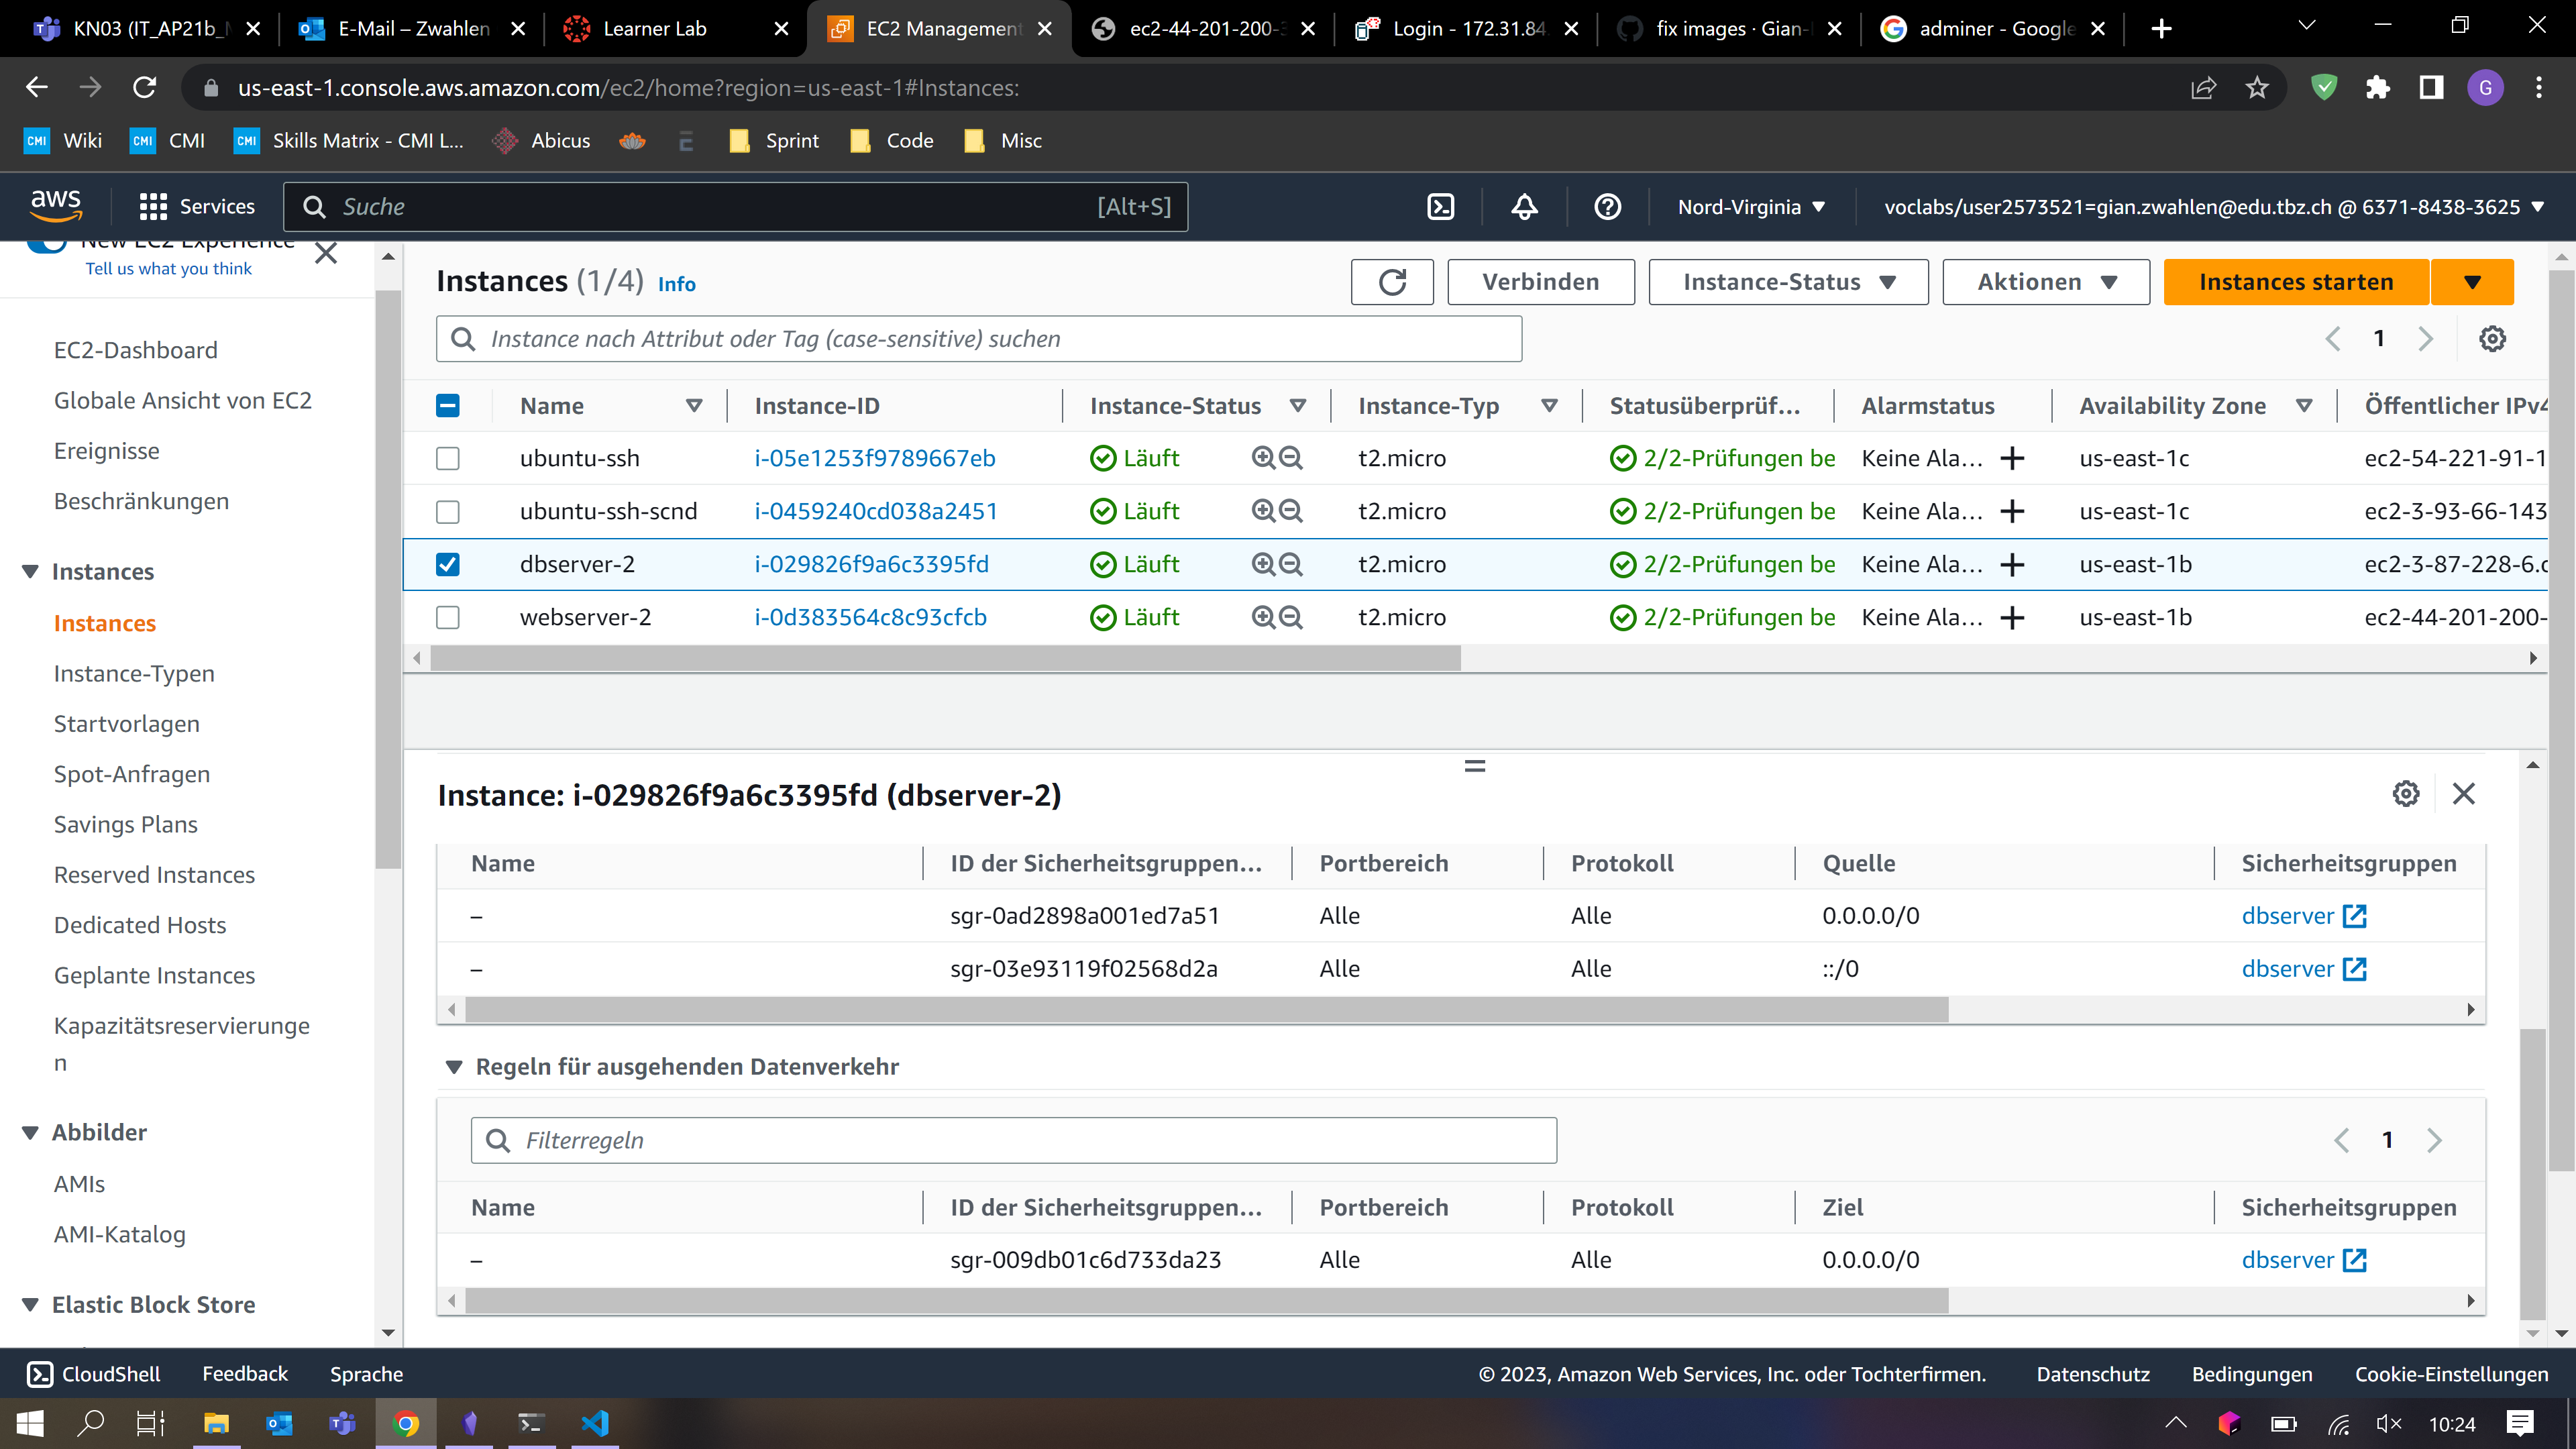 KN03 (IT_AP21b_
E-Mail – Zwahlen
Learner Lab
EC2 Management
ec2-44-201-200-3
Login - 172.31.84.
fix images · Gian-
adminer - Google
us-east-1.console.aws.amazon.com/ec2/home?region=us-east-1#Instances:
G
CMI Wiki
CMI CMI
CMI Skills Matrix - CMI L...
Abicus
Sprint
Code
Misc
aws
Services
Suche [Alt+S]
Nord-Virginia
voclabs/user2573521=gian.zwahlen@edu.tbz.ch @ 6371-8438-3625
New EC2 Experience
Tell us what you think
EC2-Dashboard
Globale Ansicht von EC2
Ereignisse
Beschränkungen
Instances
Instances
Instance-Typen
Startvorlagen
Spot-Anfragen
Savings Plans
Reserved Instances
Dedicated Hosts
Geplante Instances
Kapazitätsreservierunge
n
Abbilder
AMIs
AMI-Katalog
Elastic Block Store
Instances (1/4) Info
Verbinden
Instance-Status
Aktionen
Instances starten
Instance nach Attribut oder Tag (case-sensitive) suchen
1
Name Instance-ID Instance-Status Instance-Typ Statusüberprüf... Alarmstatus Availability Zone Öffentlicher IPv4
ubuntu-ssh i-05e1253f9789667eb Läuft t2.micro 2/2-Prüfungen be Keine Ala... us-east-1c ec2-54-221-91-1
ubuntu-ssh-scnd i-0459240cd038a2451 Läuft t2.micro 2/2-Prüfungen be Keine Ala... us-east-1c ec2-3-93-66-143
dbserver-2 i-029826f9a6c3395fd Läuft t2.micro 2/2-Prüfungen be Keine Ala... us-east-1b ec2-3-87-228-6.c
webserver-2 i-0d383564c8c93cfcb Läuft t2.micro 2/2-Prüfungen be Keine Ala... us-east-1b ec2-44-201-200-
Instance: i-029826f9a6c3395fd (dbserver-2)
Name ID der Sicherheitsgruppen... Portbereich Protokoll Quelle Sicherheitsgruppen
– sgr-0ad2898a001ed7a51 Alle Alle 0.0.0.0/0 dbserver
– sgr-03e93119f02568d2a Alle Alle ::/0 dbserver
Regeln für ausgehenden Datenverkehr
Filterregeln
1
Name ID der Sicherheitsgruppen... Portbereich Protokoll Ziel Sicherheitsgruppen
– sgr-009db01c6d733da23 Alle Alle 0.0.0.0/0 dbserver
CloudShell Feedback Sprache
© 2023, Amazon Web Services, Inc. oder Tochterfirmen. Datenschutz Bedingungen Cookie-Einstellungen
10:24